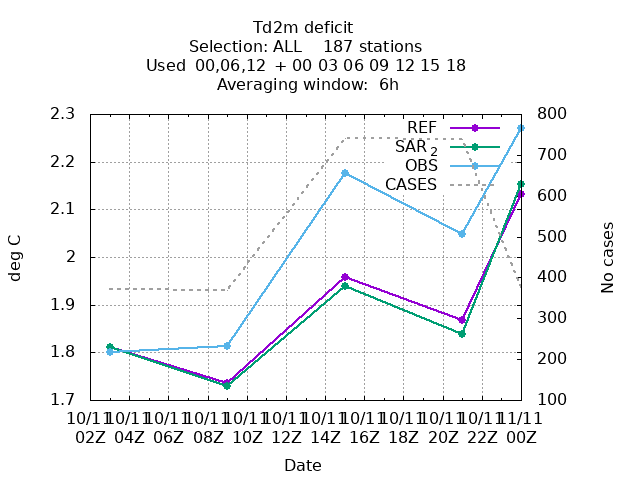 Td2m deficit
Selection: ALL    187 stations
Used  00,06,12  + 00 03 06 09 12 15 18
Averaging window:  6h
2.3
2.2
2.1
2
1.9
1.8
1.7
deg C
REF
SAR 2
OBS
CASES
800
700
600
500
400
300
200
100
No cases
10/11 10/11 10/11 10/11 10/11 10/11 10/11 10/11 10/11 10/11 10/11 11/11
02Z 04Z 06Z 08Z 10Z 12Z 14Z 16Z 18Z 20Z 22Z 00Z
Date